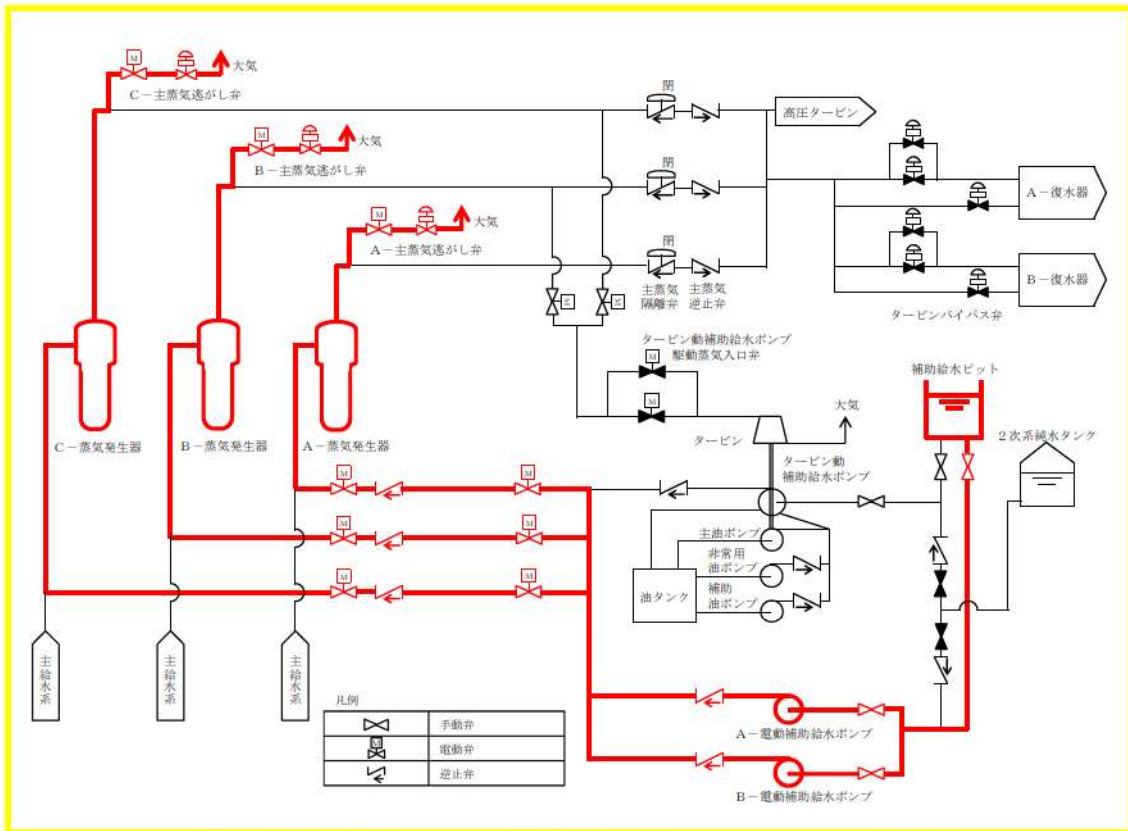 M
大気
C－主蒸気逃がし弁
M
大気
B－主蒸気逃がし弁
M
大気
A－主蒸気逃がし弁
閉
閉
閉
主蒸気
隔離弁
主蒸気
逆止弁
高圧タービン
A－復水器
B－復水器
タービンバイパス弁
M
M
タービン動補助給水ポンプ
駆動蒸気入口弁
M
M
タービン
大気
補助給水ピット
2次系純水タンク
C－蒸気発生器
B－蒸気発生器
A－蒸気発生器
タービン動
補助給水ポンプ
M
M
M
M
M
M
主油ポンプ
非常用
油ポンプ
補助
油ポンプ
油タンク
主給水系
主給水系
主給水系
凡例
手動弁
M
電動弁
逆止弁
A－電動補助給水ポンプ
B－電動補助給水ポンプ